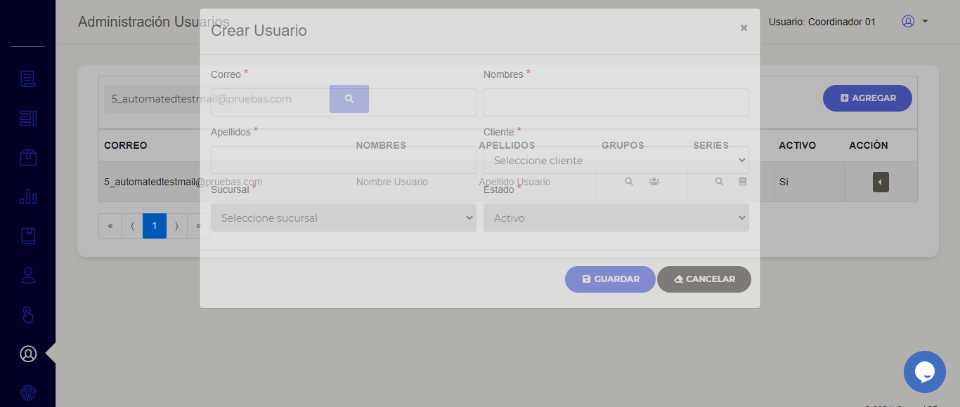 Administración Usuarios
Usuario: Coordinador 01
Crear Usuario
×
Correo *
Nombres *
5_automatedtestmail@pruebas.com
AGREGAR
Apellidos *
Cliente *
CORREO NOMBRES APELLIDOS GRUPOS SERIES ACTIVO ACCIÓN
Seleccione cliente
5_automatedtestmail@pruebas.com Nombre Usuario Apellido Usuario Si
Sucursal *
Estado *
Seleccione sucursal
Activo
« ⟨ 1 ⟩ »
GUARDAR
CANCELAR